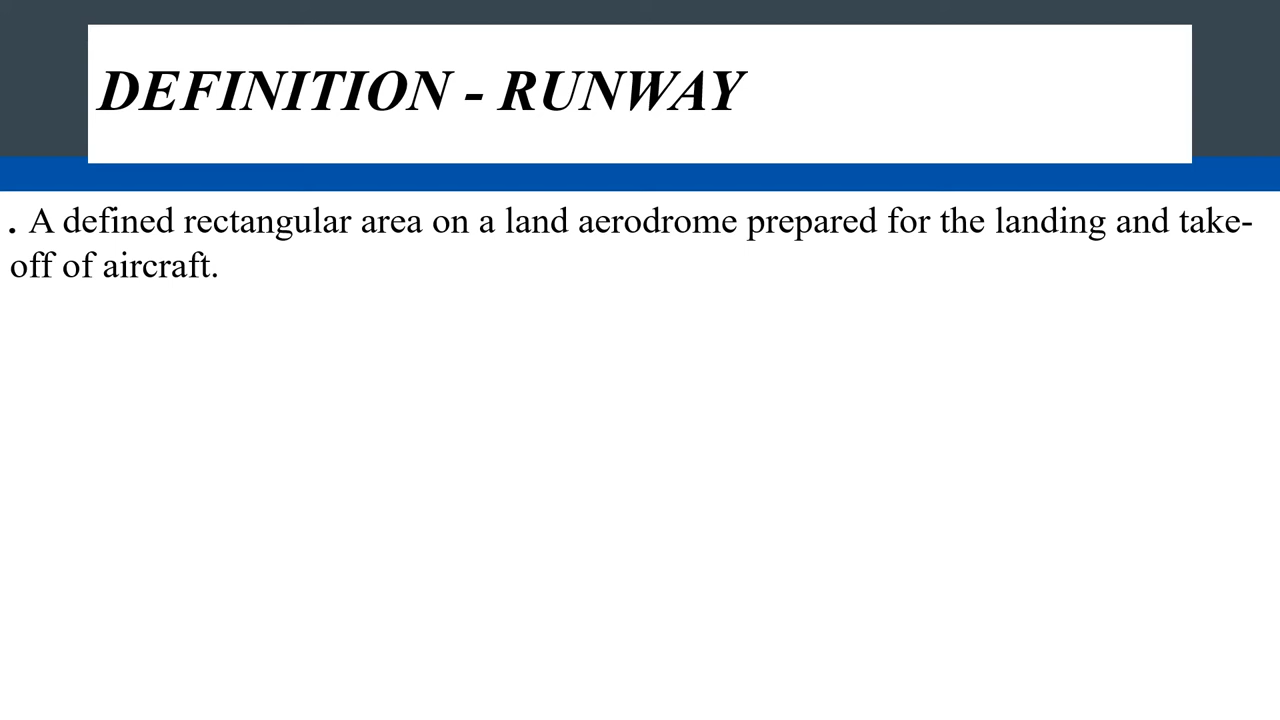 DEFINITION - RUNWAY
. A defined rectangular area on a land aerodrome prepared for the landing and take-
off of aircraft.